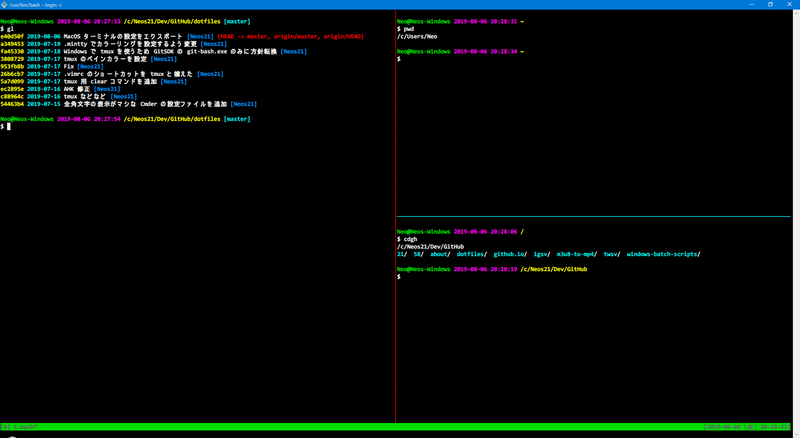 /usr/bin/bash --login -i
Neo@Neos-Windows 2019-08-06 20:27:53 /c/Neos21/Dev/GitHub/dotfiles [master]
$ gl
e40d50f 2019-08-06 MacOS ターミナルの設定をエクスポート [Neos21] (HEAD -> master, origin/master, origin/HEAD)
a349453 2019-07-19 .mintty でカラーリングを設定するよう変更 [Neos21]
fa45330 2019-07-18 Windows で tmux を使うため GitSDK の git-bash.exe のみに方針転換 [Neos21]
3808729 2019-07-17 tmux のペインカラーを設定 [Neos21]
953fb8b 2019-07-17 Fix [Neos21]
26b6cb7 2019-07-17 .vimrc のショートカットを tmux と揃えた [Neos21]
5a7d099 2019-07-17 tmux 用 clear コマンドを追加 [Neos21]
ec2895e 2019-07-16 AHK 修正 [Neos21]
c88964c 2019-07-16 tmux などなど [Neos21]
54463b4 2019-07-15 全角文字の表示がマシな Cmder の設定ファイルを追加 [Neos21]
Neo@Neos-Windows 2019-08-06 20:27:54 /c/Neos21/Dev/GitHub/dotfiles [master]
$
Neo@Neos-Windows 2019-08-06 20:28:31 ~
$ pwd
/c/Users/Neo
Neo@Neos-Windows 2019-08-06 20:28:34 ~
$
Neo@Neos-Windows 2019-08-06 20:28:06 /
$ cdgh
/c/Neos21/Dev/GitHub
21/ 58/ about/ dotfiles/ github.io/ igsv/ m3u8-to-mp4/ twsv/ windows-batch-scripts/
Neo@Neos-Windows 2019-08-06 20:28:19 /c/Neos21/Dev/GitHub
$
[0] 1:bash*
[2019-08-06 (火) 20:28:42]